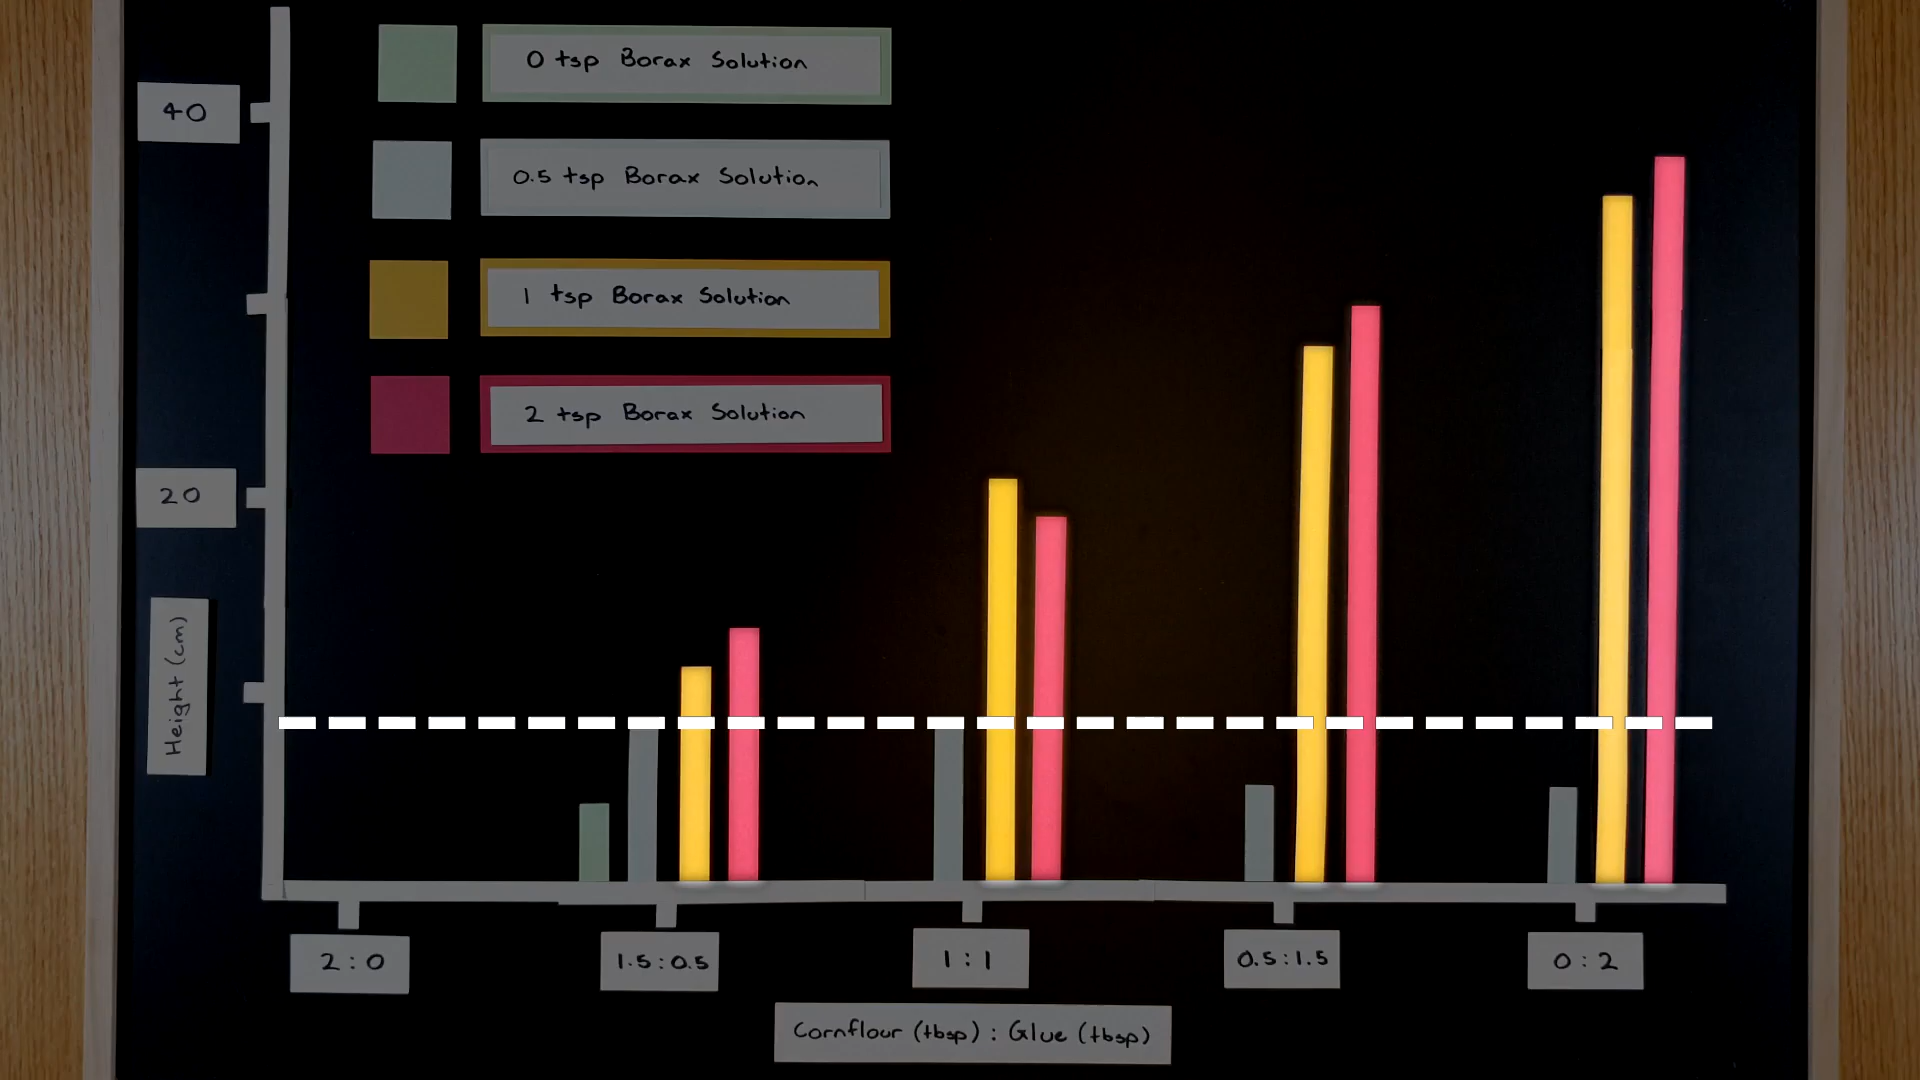 0 tsp Borax Solution
0.5 tsp Borax Solution
1 tsp Borax Solution
2 tsp Borax Solution
40
20
Height (cm)
2:0
1.5:0.5
1:1
0.5:1.5
0:2
Cornflour (tbsp) : Glue (tbsp)